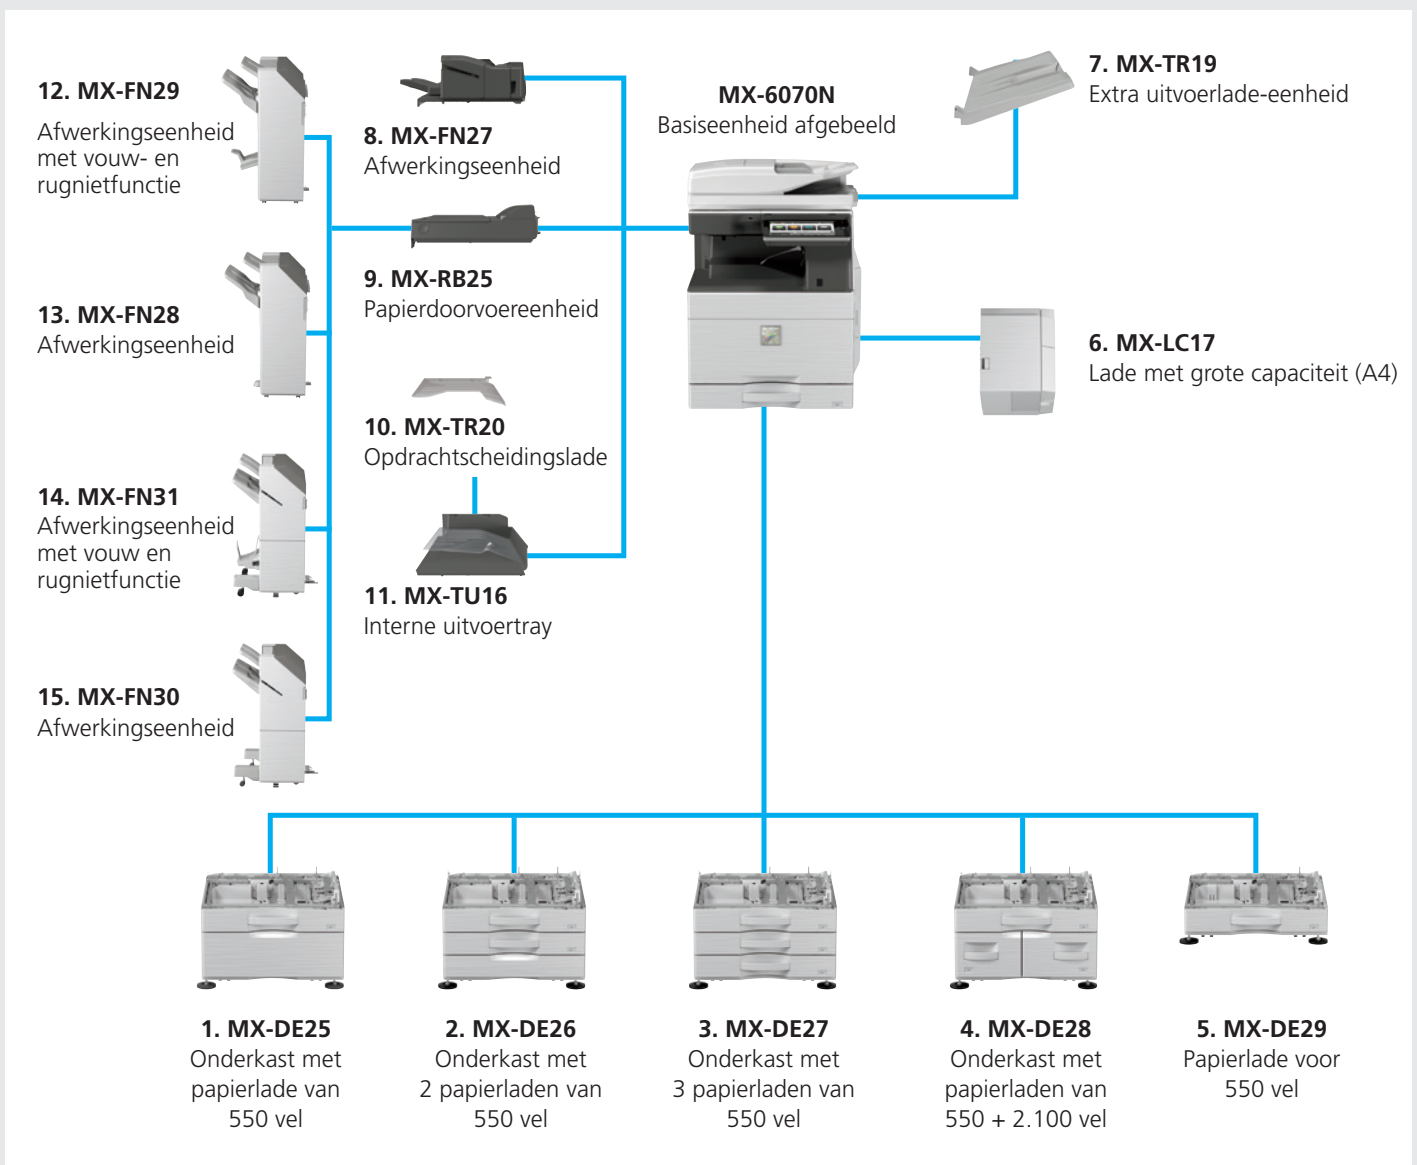 12. MX-FN29
Afwerkingseenheid
met vouw- en
rugnietfunctie
13. MX-FN28
Afwerkingseenheid
14. MX-FN31
Afwerkingseenheid
met vouw en
rugnietfunctie
15. MX-FN30
Afwerkingseenheid
8. MX-FN27
Afwerkingseenheid
9. MX-RB25
Papierdoorvoereenheid
10. MX-TR20
Opdrachtscheidingslade
11. MX-TU16
Interne uitvoertray
MX-6070N
Basiseenheid afgebeeld
7. MX-TR19
Extra uitvoerlade-eenheid
6. MX-LC17
Lade met grote capaciteit (A4)
1. MX-DE25
Onderkast met
papierlade van
550 vel
2. MX-DE26
Onderkast met
2 papierladen van
550 vel
3. MX-DE27
Onderkast met
3 papierladen van
550 vel
4. MX-DE28
Onderkast met
papierladen van
550 + 2.100 vel
5. MX-DE29
Papierlade voor
550 vel